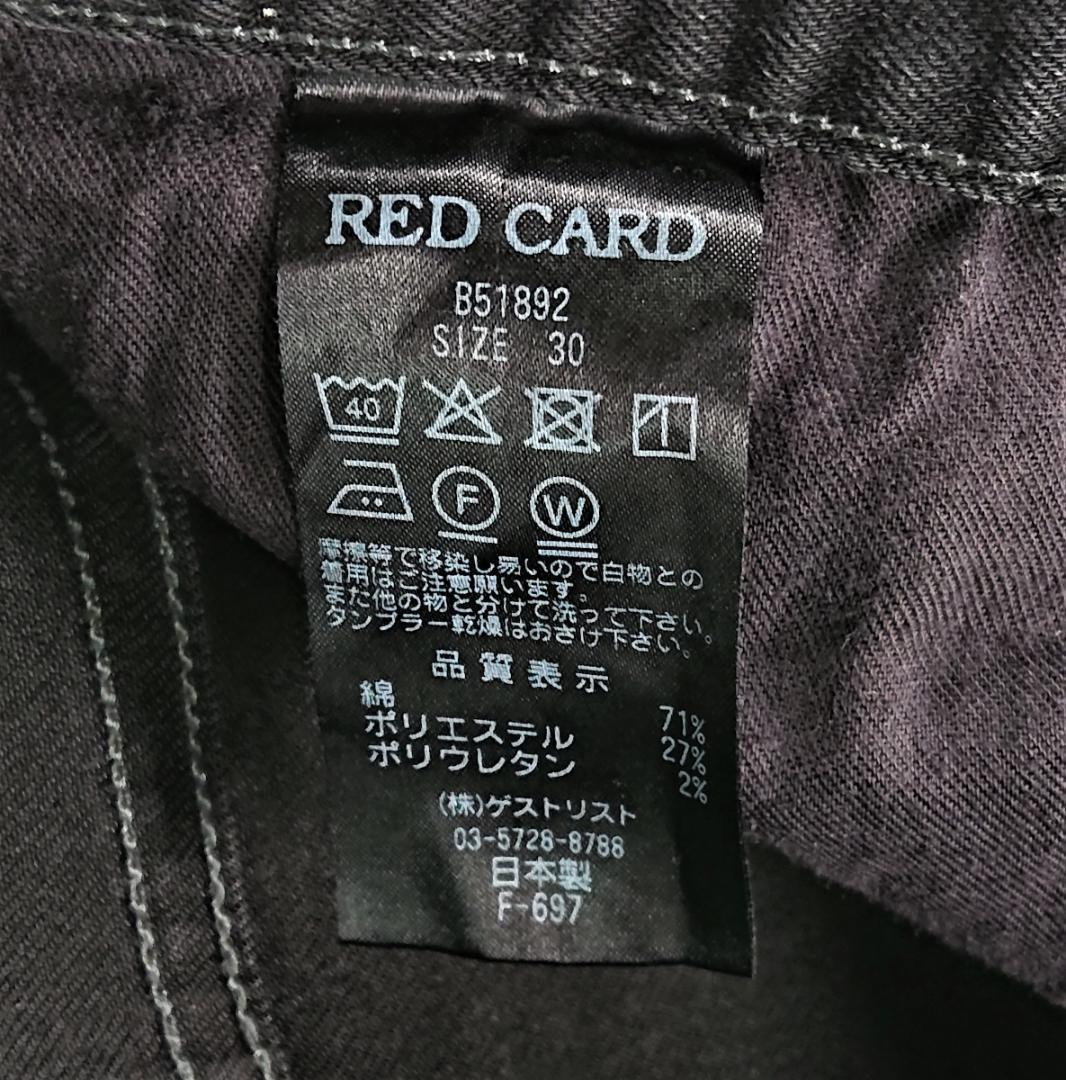 RED CARD
B51892
SIZE 30
40
F W
摩擦等で移染し易いので白物との
着用はご注意願います。
また他の物と分けて洗って下さい。
タンブラー乾燥はおさけ下さい。
品質表示
綿 71%
ポリエステル 27%
ポリウレタン 2%
(株)ゲストリスト
03-5728-8788
日本製
F-697